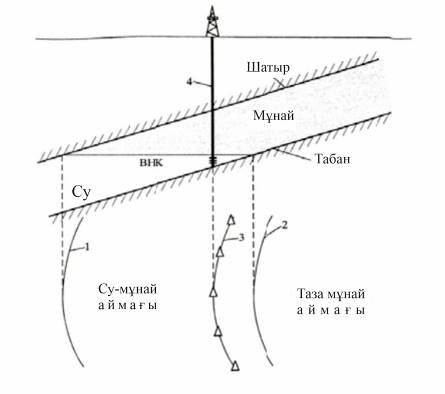 Шатыр
4
Мұнай
ВНК
Табан
Су
1
3
2
Су-мұнай
аймағы
Таза мұнай
аймағы